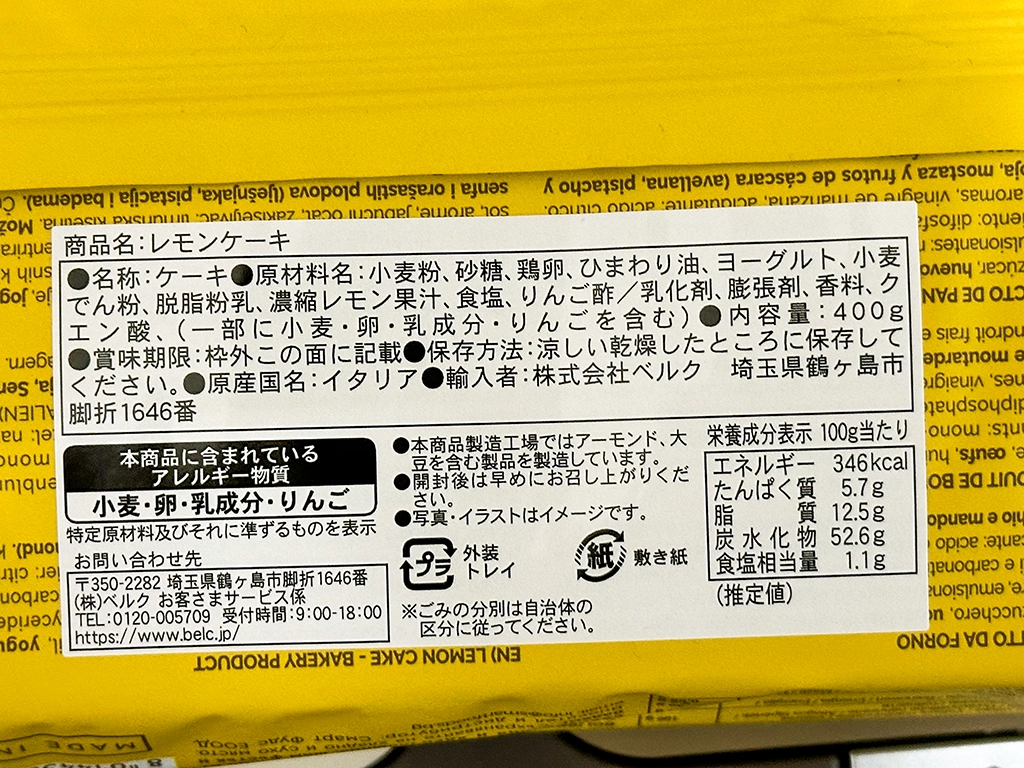 senfa i orašastih plodova (lješnjaka, pistacija i badema).
mostaza y frutos de cáscara (avellana, pistacho y
商品名:レモンケーキ
●名称:ケーキ●原材料名:小麦粉、砂糖、鶏卵、ひまわり油、ヨーグルト、小麦
でん粉、脱脂粉乳、濃縮レモン果汁、食塩、りんご酢/乳化剤、膨張剤、香料、ク
エン酸、(一部に小麦・卵・乳成分・りんごを含む)●内容量:400g
●賞味期限:枠外この面に記載●保存方法:涼しい乾燥したところに保存して
ください。●原産国名:イタリア●輸入者:株式会社ベルク 埼玉県鶴ヶ島市
脚折1646番
本商品に含まれている
アレルギー物質
小麦・卵・乳成分・りんご
特定原材料及びそれに準ずるものを表示
お問い合わせ先
〒350-2282 埼玉県鶴ヶ島市脚折1646番
(株)ベルク お客さまサービス係
TEL:0120-005709 受付時間:9:00-18:00
https://www.belc.jp/
●本商品製造工場ではアーモンド、大
豆を含む製品を製造しています。
●開封後は早めにお召し上がりくだ
さい。
●写真・イラストはイメージです。
プラ
外装
トレイ
紙
敷き紙
※ごみの分別は自治体の
区分に従ってください。
栄養成分表示 100g当たり
エネルギー 346kcal
たんぱく質 5.7g
脂質 12.5g
炭水化物 52.6g
食塩相当量 1.1g
(推定値)
EN) LEMON CAKE - BAKERY PRODUCT
DA FORNO
MADE IN